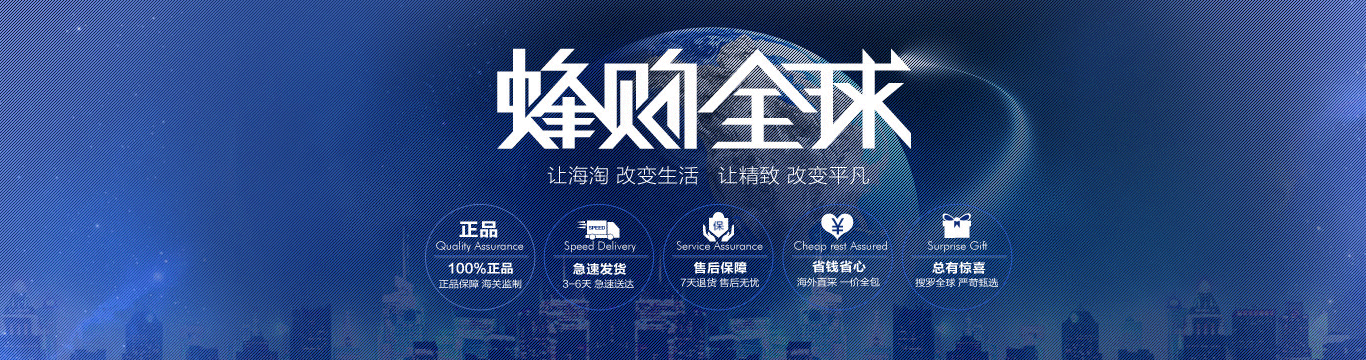 蜂购全球
让海淘 改变生活 让精致 改变平凡
正品
Quality Assurance
100%正品
正品保障 海关监制
SPEED
Speed Delivery
急速发货
3-6天 急速送达
保
Service Assurance
售后保障
7天退货 售后无忧
¥
Cheap rest Assured
省钱省心
海外直采 一价全包
Surprise Gift
总有惊喜
搜罗全球 严苛甄选